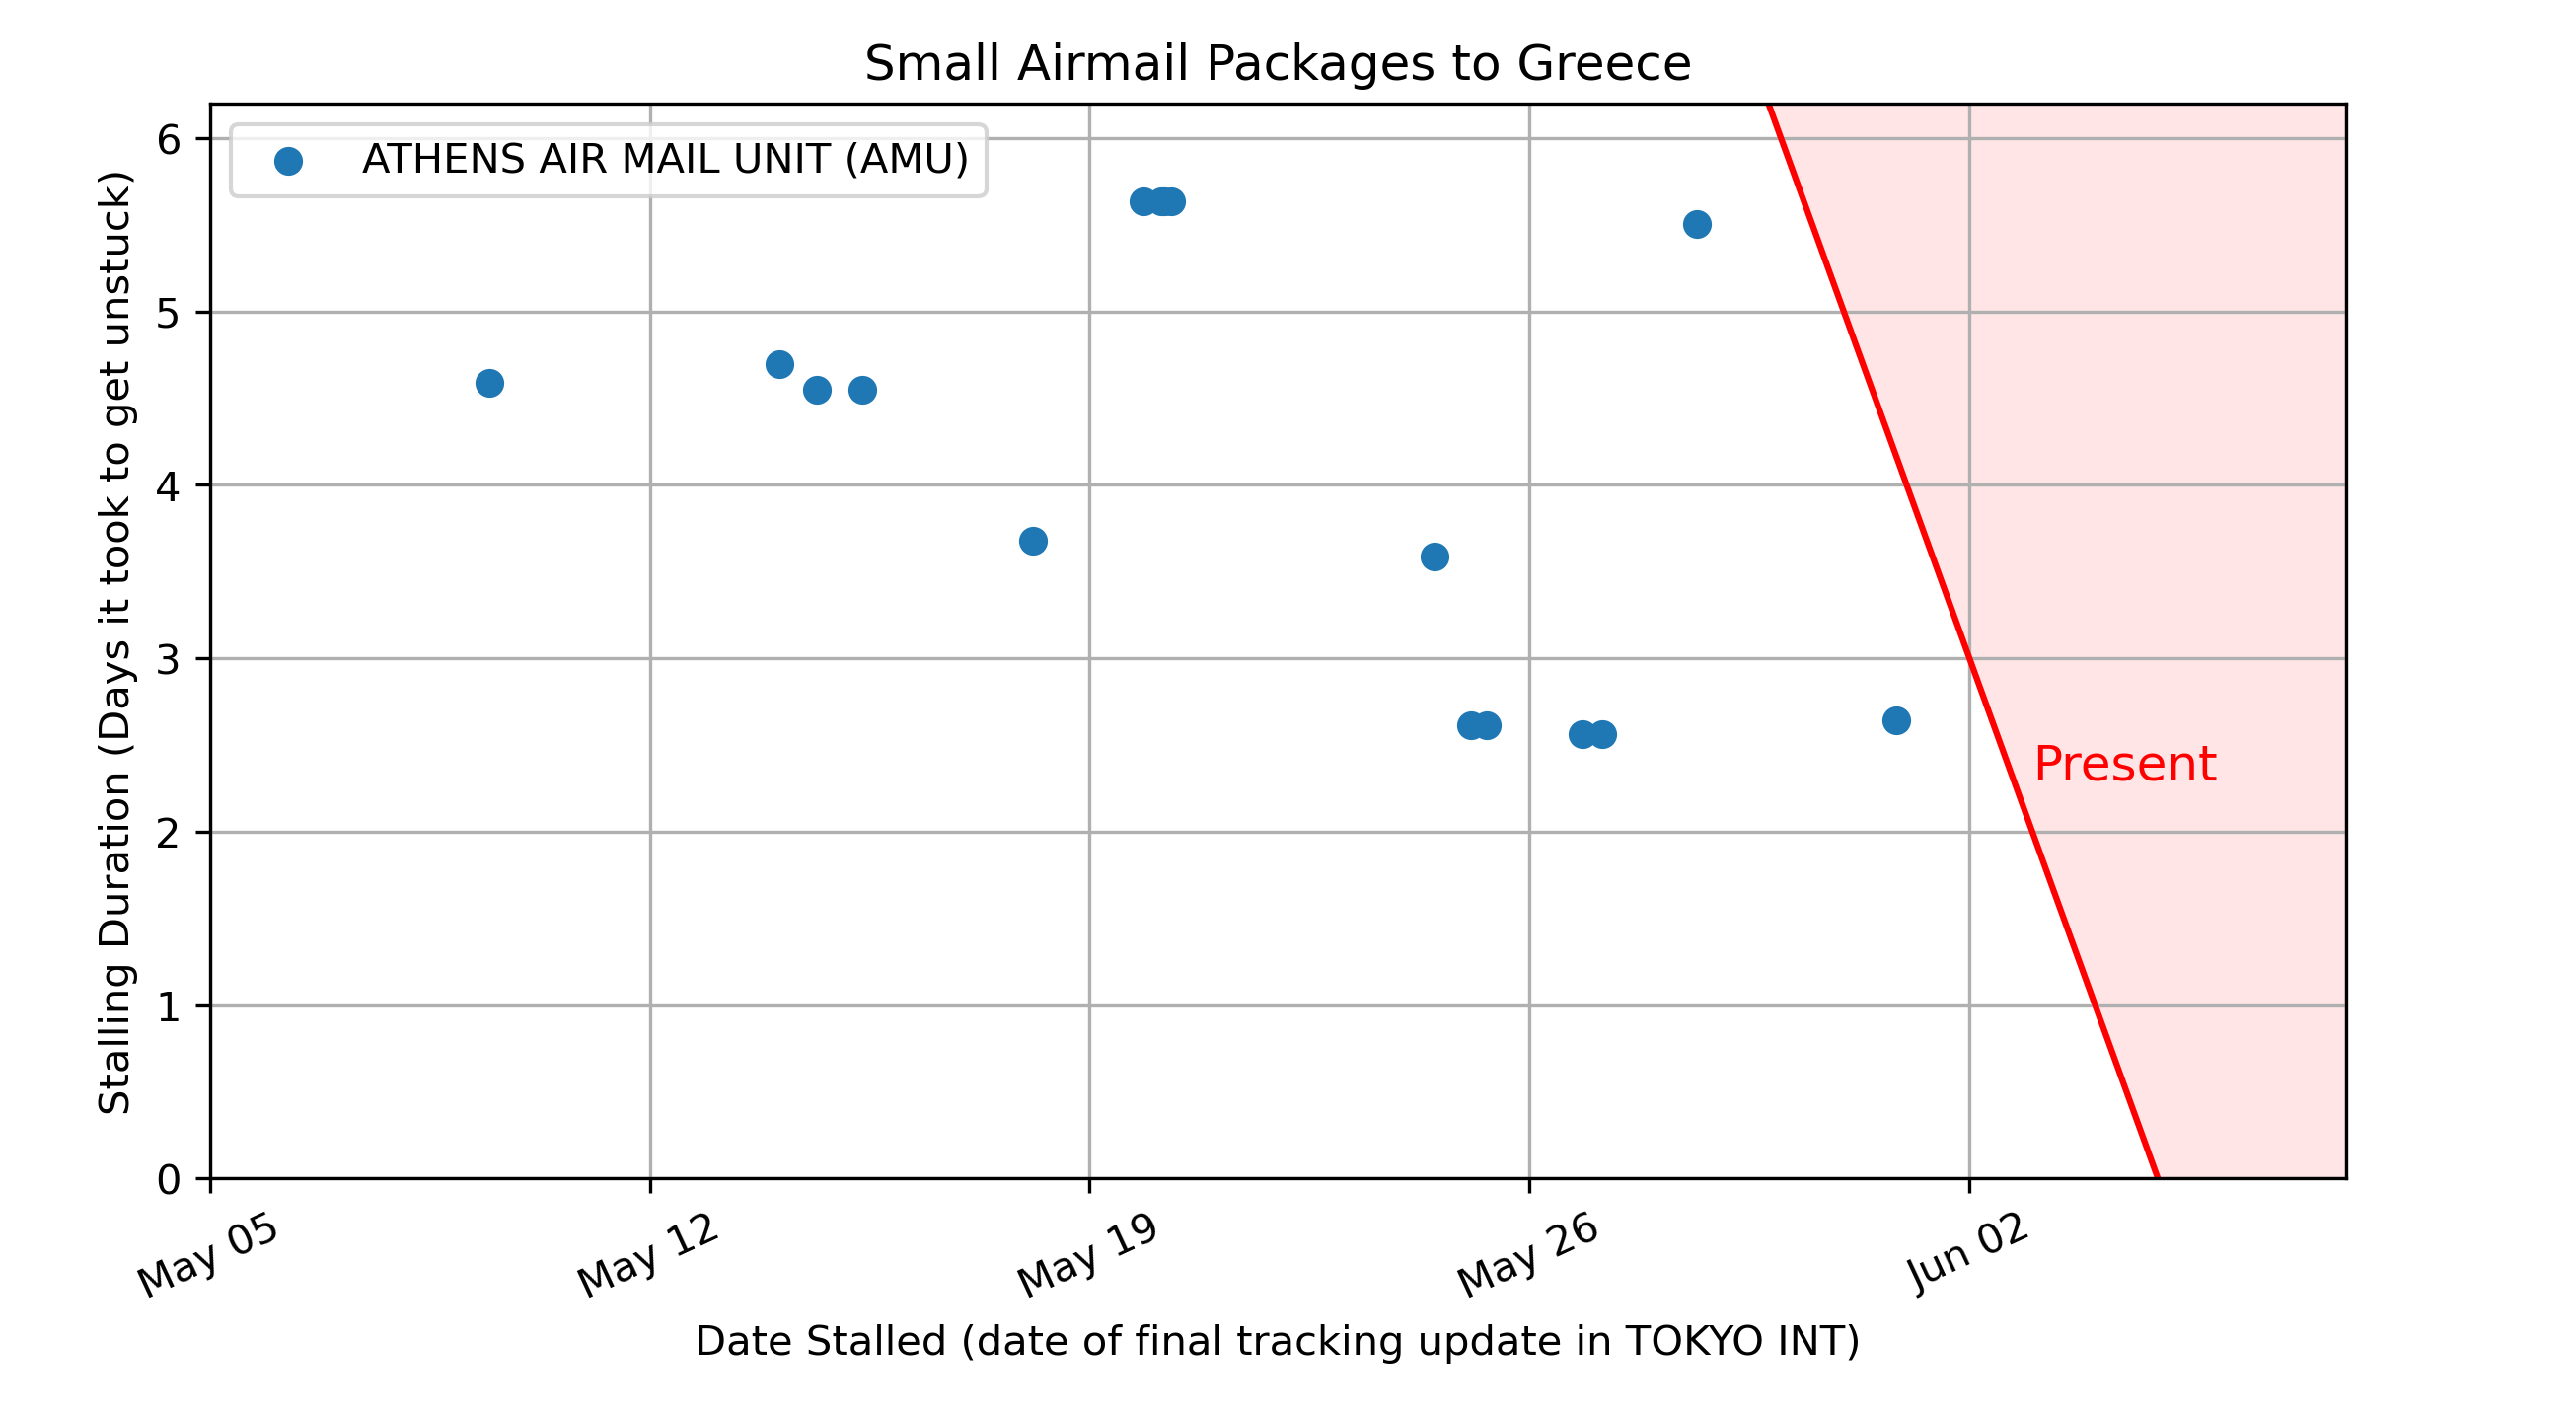 Small Airmail Packages to Greece
ATHENS AIR MAIL UNIT (AMU)
Stalling Duration (Days it took to get unstuck)
6
5
4
3
2
1
0
Present
May 05
May 12
May 19
May 26
Jun 02
Date Stalled (date of final tracking update in TOKYO INT)